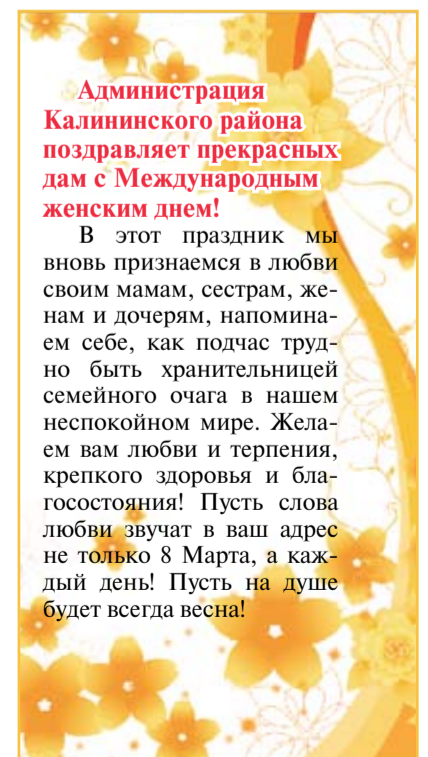 Администрация
Калининского района
поздравляет прекрасных
дам с Международным
женским днем!
В этот праздник мы
вновь признаемся в любви
своим мамам, сестрам, же-
нам и дочерям, напомина-
ем себе, как подчас труд-
но быть хранительницей
семейного очага в нашем
неспокойном мире. Жела-
ем вам любви и терпения,
крепкого здоровья и бла-
госостояния! Пусть слова
любви звучат в ваш адрес
не только 8 Марта, а каж-
дый день! Пусть на душе
будет всегда весна!